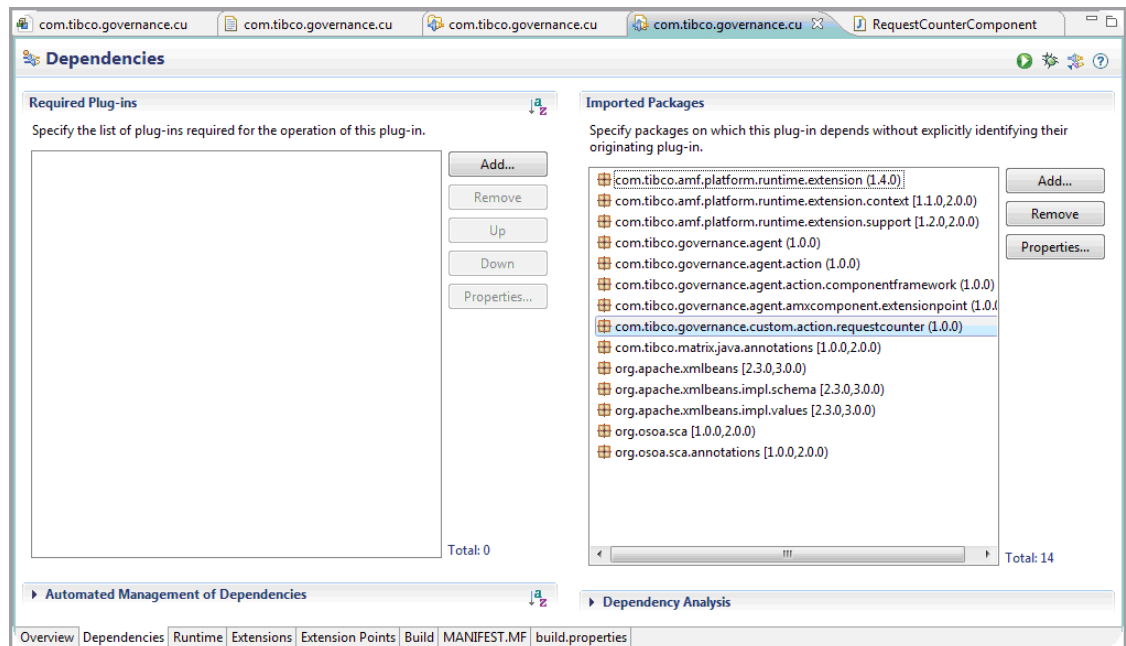 com.tibco.governance.cu
com.tibco.governance.cu
com.tibco.governance.cu
com.tibco.governance.cu
RequestCounterComponent
Dependencies
Required Plug-ins
Specify the list of plug-ins required for the operation of this plug-in.
Add...
Remove
Up
Down
Properties...
Total: 0
Automated Management of Dependencies
Imported Packages
Specify packages on which this plug-in depends without explicitly identifying their
originating plug-in.
com.tibco.amf.platform.runtime.extension (1.4.0)
com.tibco.amf.platform.runtime.extension.context [1.1.0,2.0.0)
com.tibco.amf.platform.runtime.extension.support [1.2.0,2.0.0)
com.tibco.governance.agent (1.0.0)
com.tibco.governance.agent.action (1.0.0)
com.tibco.governance.agent.action.componentframework (1.0.0)
com.tibco.governance.agent.amxcomponent.extensionpoint (1.0.(
com.tibco.governance.custom.action.requestcounter (1.0.0)
com.tibco.matrix.java.annotations [1.0.0,2.0.0)
org.apache.xmlbeans [2.3.0,3.0.0)
org.apache.xmlbeans.impl.schema [2.3.0,3.0.0)
org.apache.xmlbeans.impl.values [2.3.0,3.0.0)
org.osoa.sca [1.0.0,2.0.0)
org.osoa.sca.annotations [1.0.0,2.0.0)
Add...
Remove
Properties...
Total: 14
Dependency Analysis
Overview Dependencies Runtime Extensions Extension Points Build MANIFEST.MF build.properties